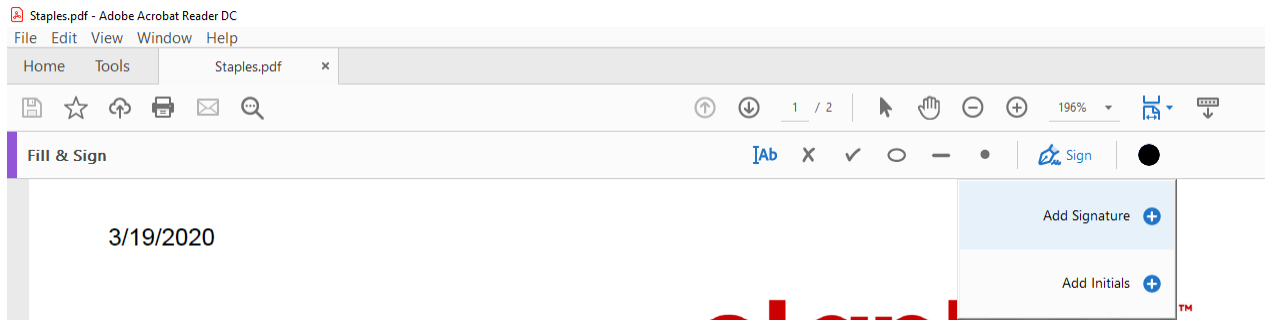 Staples.pdf - Adobe Acrobat Reader DC
File Edit View Window Help
Home Tools Staples.pdf ×
1 / 2 196%
Fill & Sign Ab Sign
Add Signature
3/19/2020
Add Initials
™